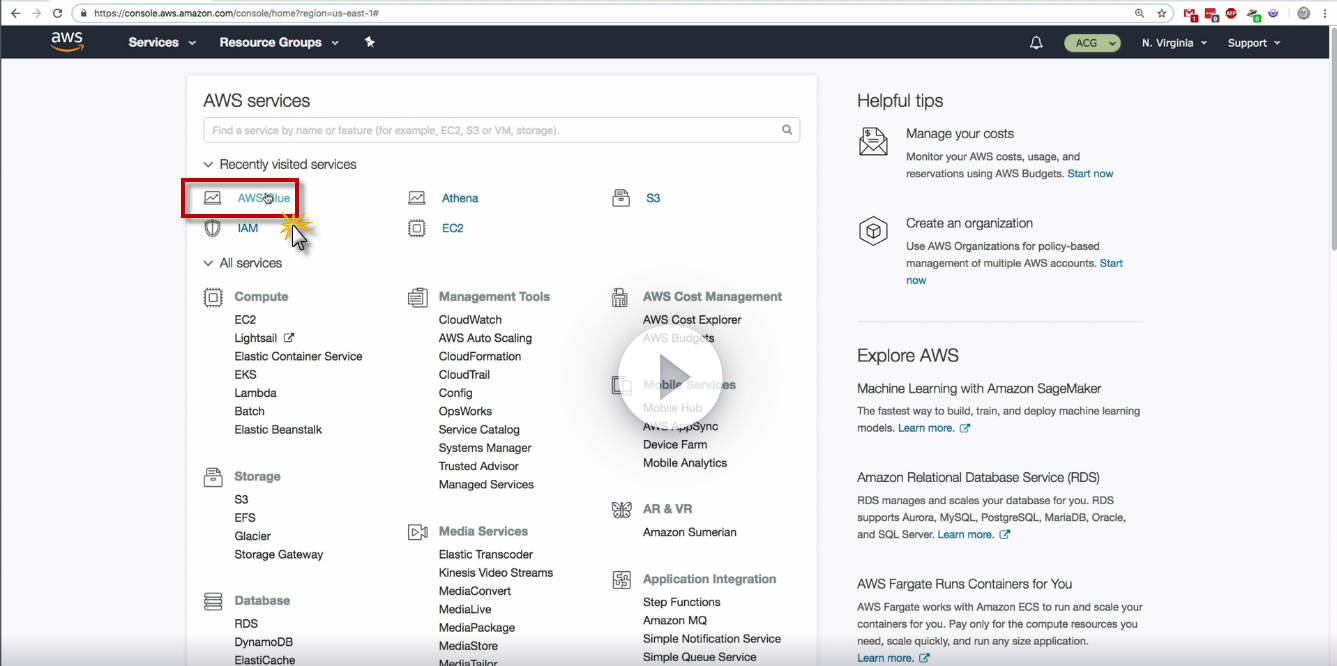 https://console.aws.amazon.com/console/home?region=us-east-1#
aws
Services
Resource Groups
ACG
N. Virginia
Support
AWS services
Find a service by name or feature (for example, EC2, S3 or VM, storage).
Recently visited services
AWS Glue
Athena
S3
IAM
EC2
All services
Compute
EC2
Lightsail
Elastic Container Service
EKS
Lambda
Batch
Elastic Beanstalk
Storage
S3
EFS
Glacier
Storage Gateway
Database
RDS
DynamoDB
ElastiCache
Management Tools
CloudWatch
AWS Auto Scaling
CloudFormation
CloudTrail
Config
OpsWorks
Service Catalog
Systems Manager
Trusted Advisor
Managed Services
Media Services
Elastic Transcoder
Kinesis Video Streams
MediaConvert
MediaLive
MediaPackage
MediaStore
MediaTailor
AWS Cost Management
AWS Cost Explorer
AWS Budgets
Mobile Services
Mobile Hub
AWS AppSync
Device Farm
Mobile Analytics
AR & VR
Amazon Sumerian
Application Integration
Step Functions
Amazon MQ
Simple Notification Service
Simple Queue Service
Helpful tips
Manage your costs
Monitor your AWS costs, usage, and
reservations using AWS Budgets. Start now
Create an organization
Use AWS Organizations for policy-based
management of multiple AWS accounts. Start
now
Explore AWS
Machine Learning with Amazon SageMaker
The fastest way to build, train, and deploy machine learning
models. Learn more.
Amazon Relational Database Service (RDS)
RDS manages and scales your database for you. RDS
supports Aurora, MySQL, PostgreSQL, MariaDB, Oracle,
and SQL Server. Learn more.
AWS Fargate Runs Containers for You
AWS Fargate works with Amazon ECS to run and scale your
containers for you. Pay only for the compute resources you
need, scale quickly, and run any size application.
Learn more.